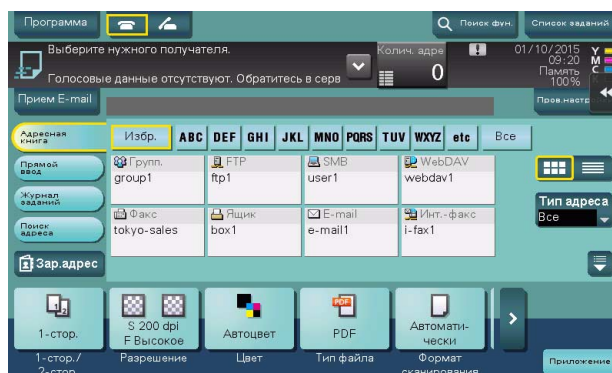 Программа
Поиск фун.
Список заданий
Выберите нужного получателя.
Голосовые данные отсутствуют. Обратитесь в серв
Колич. адре
0
01/10/2015
09:20
Память
100%
Y
M
C
Прием E-mail
Пров.настр
Адресная
книга
Избр.
ABC
DEF
GHI
JKL
MNO
PQRS
TUV
WXYZ
etc
Все
Прямой
ввод
Журнал
заданий
Поиск
адреса
Зар.адрес
Групп.
group1
FTP
ftp1
SMB
user1
WebDAV
webdav1
Факс
tokyo-sales
Ящик
box1
E-mail
e-mail1
Инт.-факс
i-fax1
Тип адреса
Все
1-стор.
S 200 dpi
F Высокое
Автоцвет
PDF
PDF
Автомати-
чески
1-стор./
2-стор.
Разрешение
Цвет
Тип файла
Формат
сканирования
Приложение